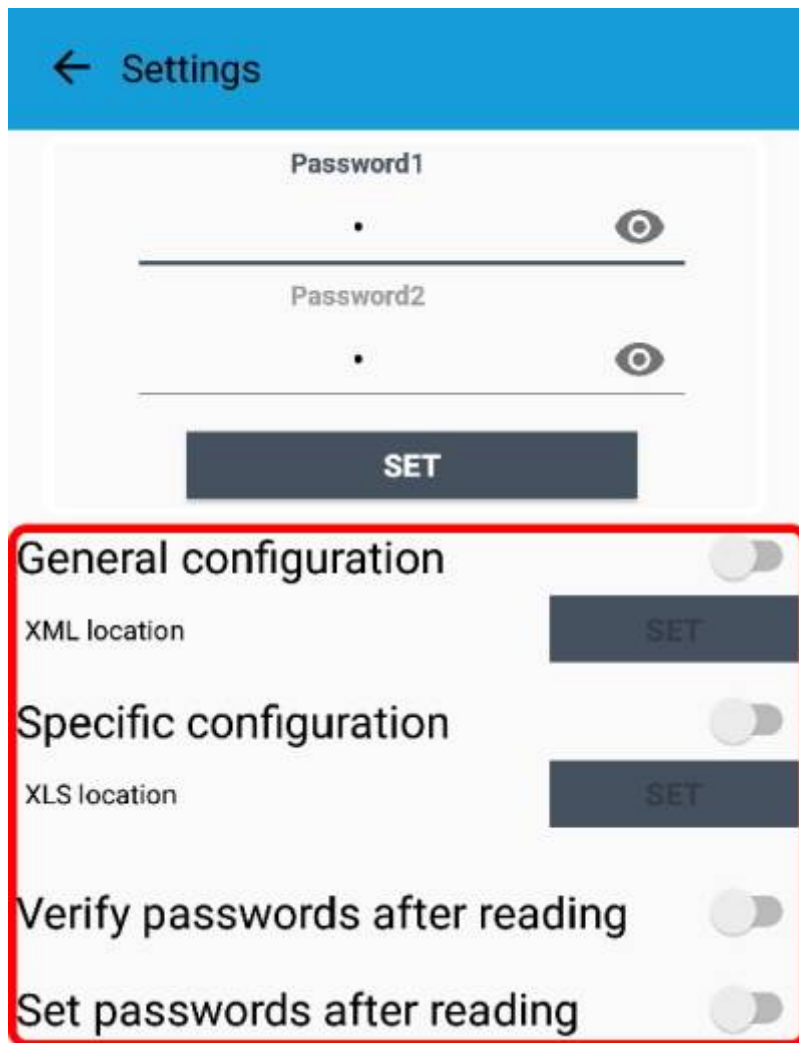 Settings
Password1
•
Password2
•
SET
General configuration
XML location
SET
Specific configuration
XLS location
SET
Verify passwords after reading
Set passwords after reading